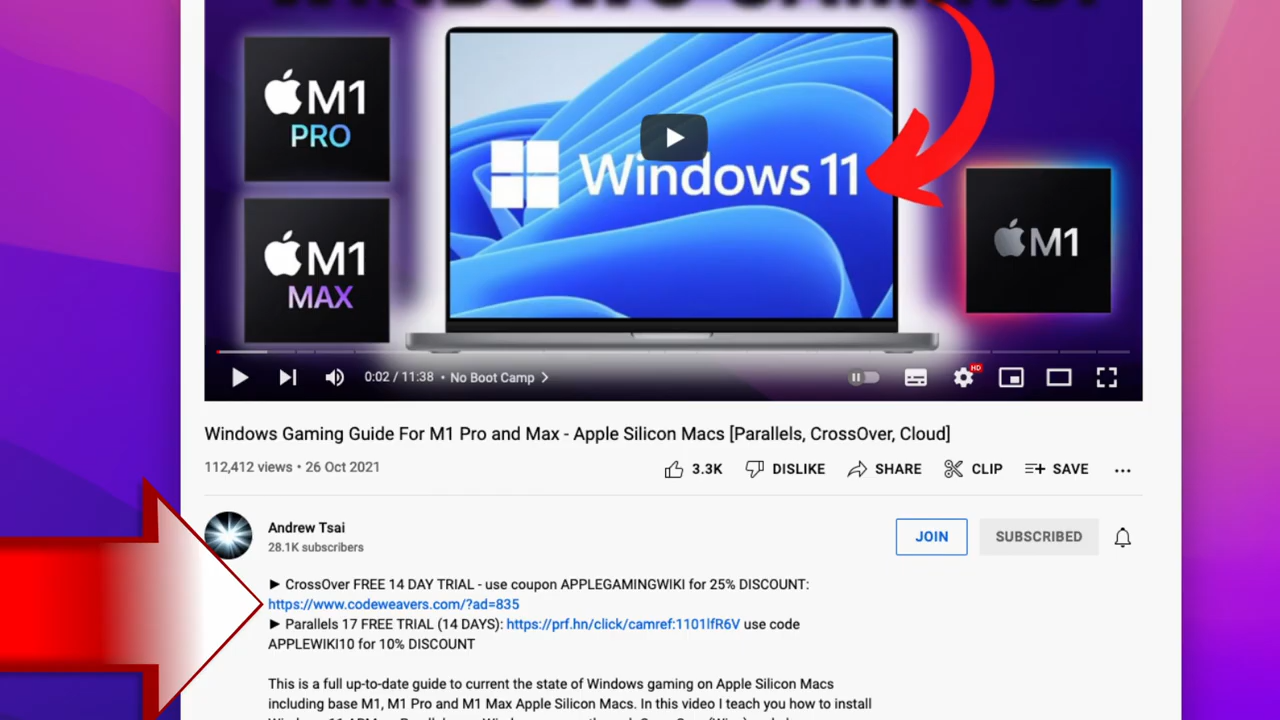 M1
PRO
M1
MAX
Windows 11
M1
0:02 / 11:38 • No Boot Camp >
HD
Windows Gaming Guide For M1 Pro and Max - Apple Silicon Macs [Parallels, CrossOver, Cloud]
112,412 views • 26 Oct 2021
3.3K DISLIKE SHARE CLIP SAVE ...
Andrew Tsai
28.1K subscribers
JOIN SUBSCRIBED
► CrossOver FREE 14 DAY TRIAL - use coupon APPLEGAMINGWIKI for 25% DISCOUNT:
https://www.codeweavers.com/?ad=835
► Parallels 17 FREE TRIAL (14 DAYS): https://prf.hn/click/camref:1101lfR6V use code
APPLEWIKI10 for 10% DISCOUNT
This is a full up-to-date guide to current the state of Windows gaming on Apple Silicon Macs
including base M1, M1 Pro and M1 Max Apple Silicon Macs. In this video I teach you how to install